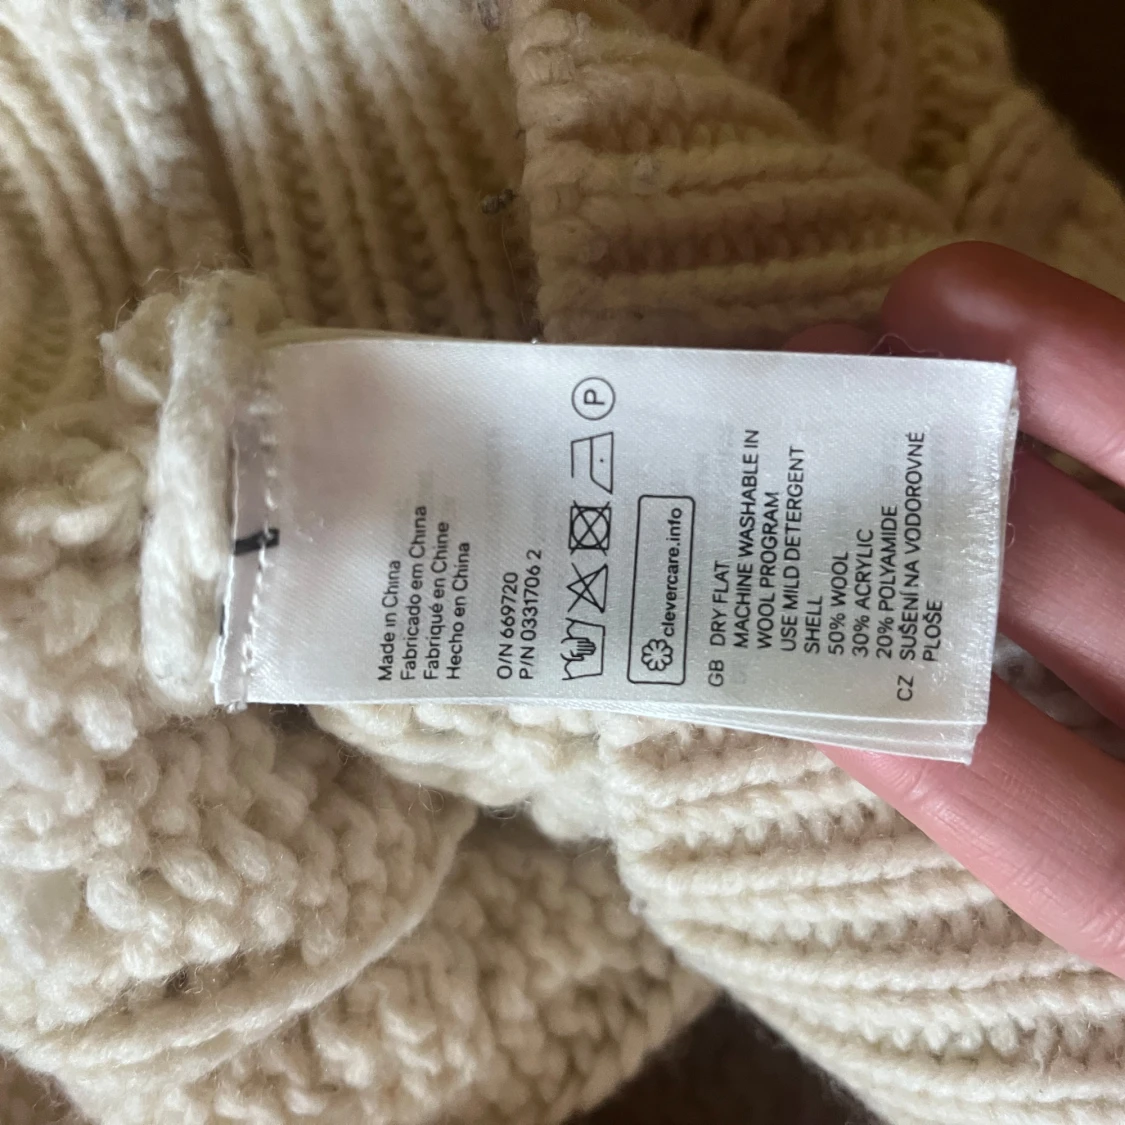 Made in China
Fabricado em China
Fabriqué en Chine
Hecho en China
O/N 669720
P/N 0331706 2
P
clevercare.info
GB DRY FLAT
MACHINE WASHABLE IN
WOOL PROGRAM
USE MILD DETERGENT
SHELL
50% WOOL
30% ACRYLIC
20% POLYAMIDE
CZ SUŠENÍ NA VODOROVNÉ
PLOŠE